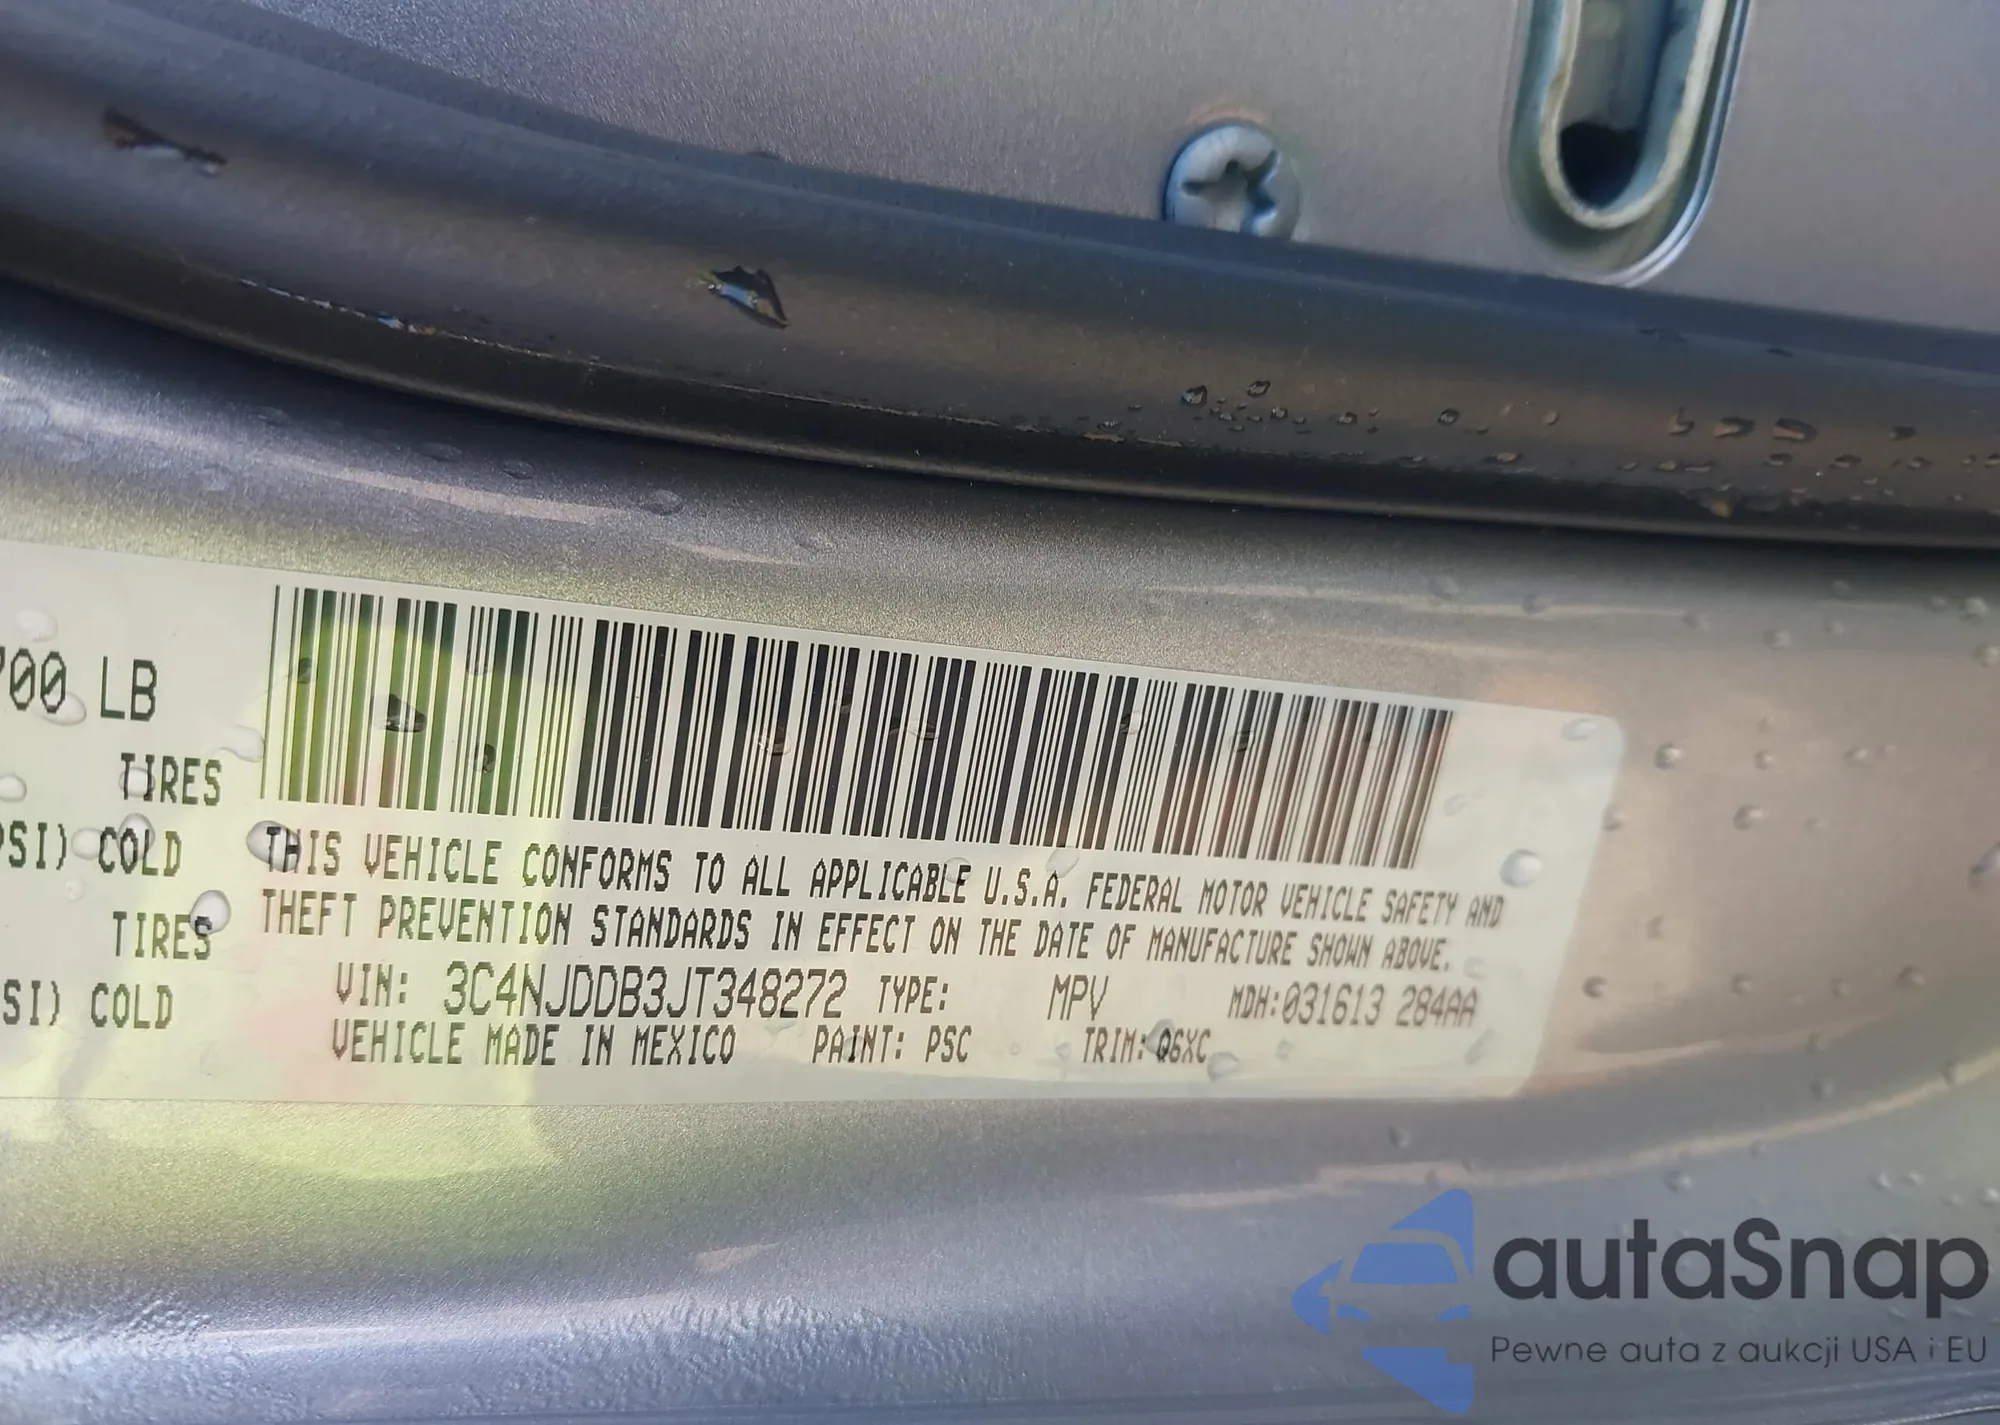 700 LB
TIRES
PSI) COLD
TIRES
SI) COLD
THIS VEHICLE CONFORMS TO ALL APPLICABLE U.S.A. FEDERAL MOTOR VEHICLE SAFETY AND
THEFT PREVENTION STANDARDS IN EFFECT ON THE DATE OF MANUFACTURE SHOWN ABOVE.
VIN: 3C4NJDDB3JT348272 TYPE: MPV MDH:031613 284AA
VEHICLE MADE IN MEXICO PAINT: PSC TRIM: Q6XC
autaSnap
Pewne auta z aukcji USA i EU